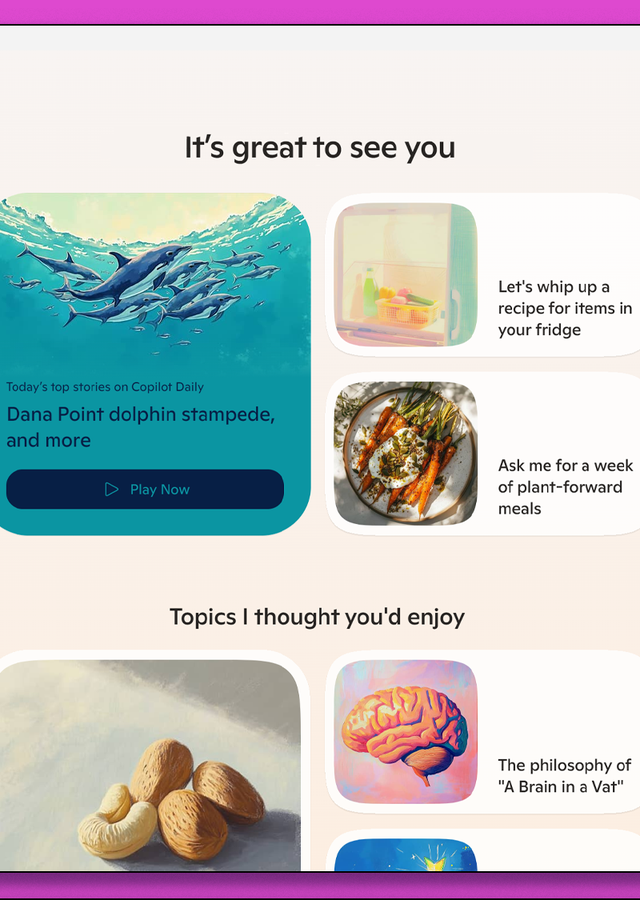 It's great to see you
Today's top stories on Copilot Daily
Dana Point dolphin stampede,
and more
Play Now
Let's whip up a
recipe for items in
your fridge
Ask me for a week
of plant-forward
meals
Topics I thought you'd enjoy
The philosophy of
"A Brain in a Vat"